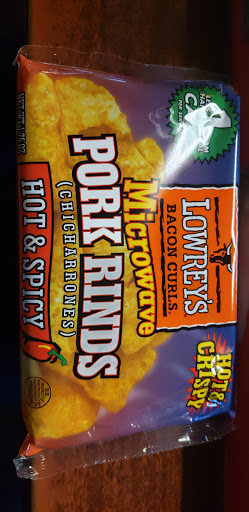 LOWREY'S
BACON CURLS
HOT & CRISPY
Microwave
PORK RINDS
(CHICHARRONES)
HOT & SPICY